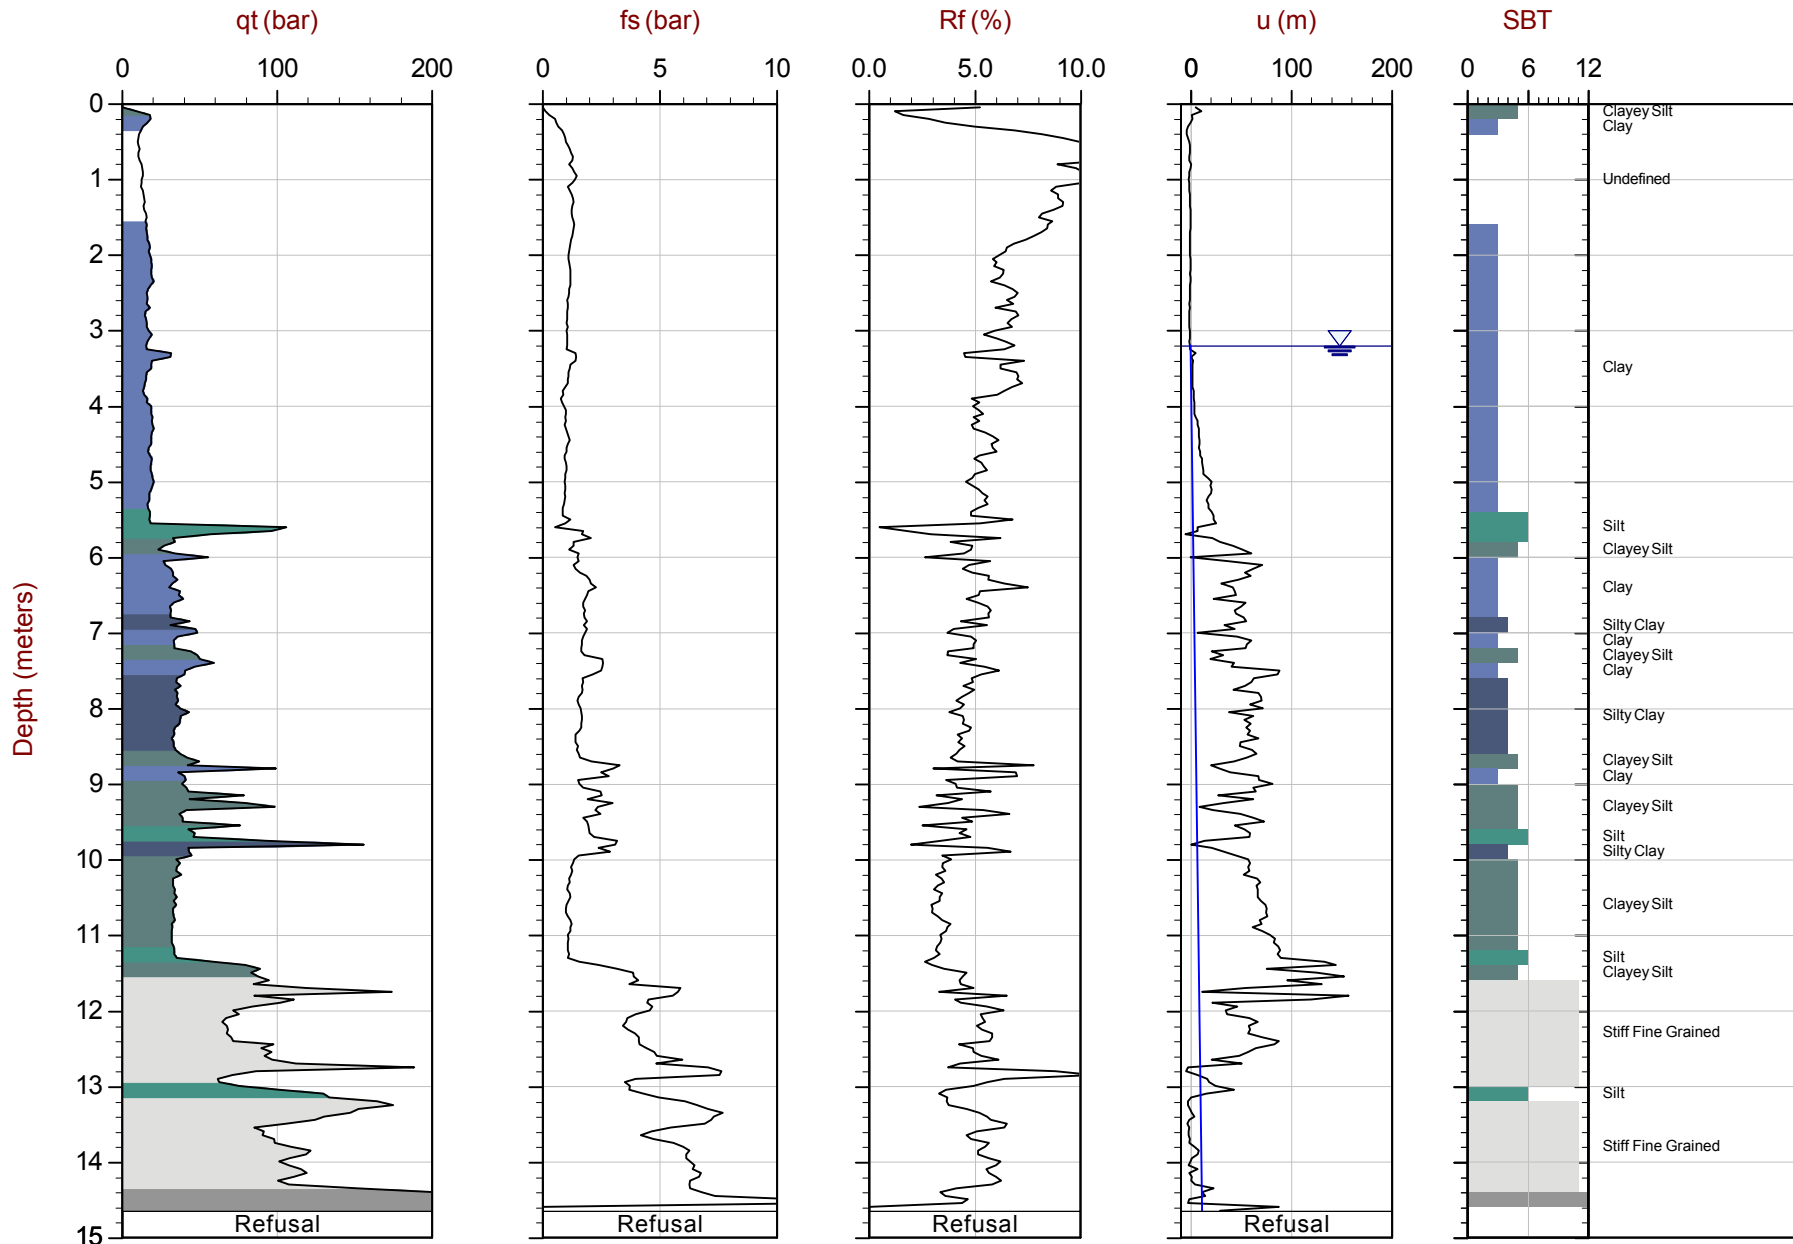 qt (bar) fs (bar) Rf (%) u (m) SBT
0 100 200 0 5 10 0.0 5.0 10.0 0 100 200 0 6 12
0
Clayey Silt
Clay
1
Undefined
2
3
Clay
4
5
Silt
Clayey Silt
6
Clay
Silty Clay
7
Clay
Clayey Silt
Clay
Depth (meters)
8
Silty Clay
Clayey Silt
9
Clay
Clayey Silt
Silt
10
Silty Clay
Clayey Silt
11
Silt
Clayey Silt
12
Stiff Fine Grained
13
Silt
14
Stiff Fine Grained
Refusal Refusal Refusal Refusal
15